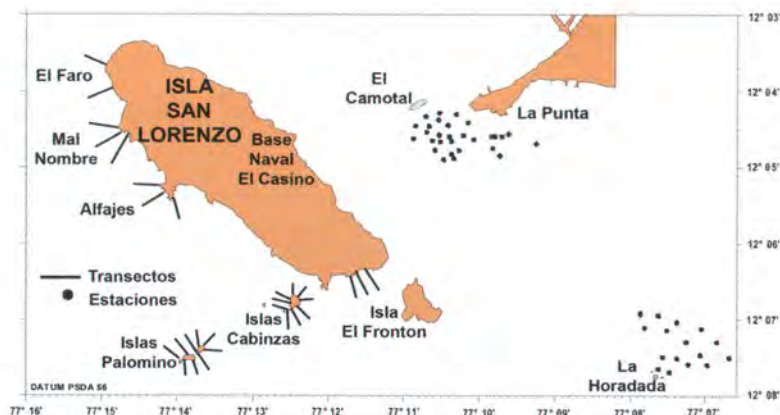 12° 03'
El Faro
ISLA
SAN
LORENZO
El
Camotal
12° 04'
La Punta
Mal
Nombre
Base
Naval
El Casino
12° 05'
Alfajes
12° 06'
Transectos
Estaciones
Islas
Cabinzas
Isla
El Fronton
12° 07'
Islas
Palomino
La
Horadada
DATUM PSDA 56
12° 08'
77° 16' 77° 15' 77° 14' 77° 13' 77° 12' 77° 11' 77° 10' 77° 09' 77° 08' 77° 07'